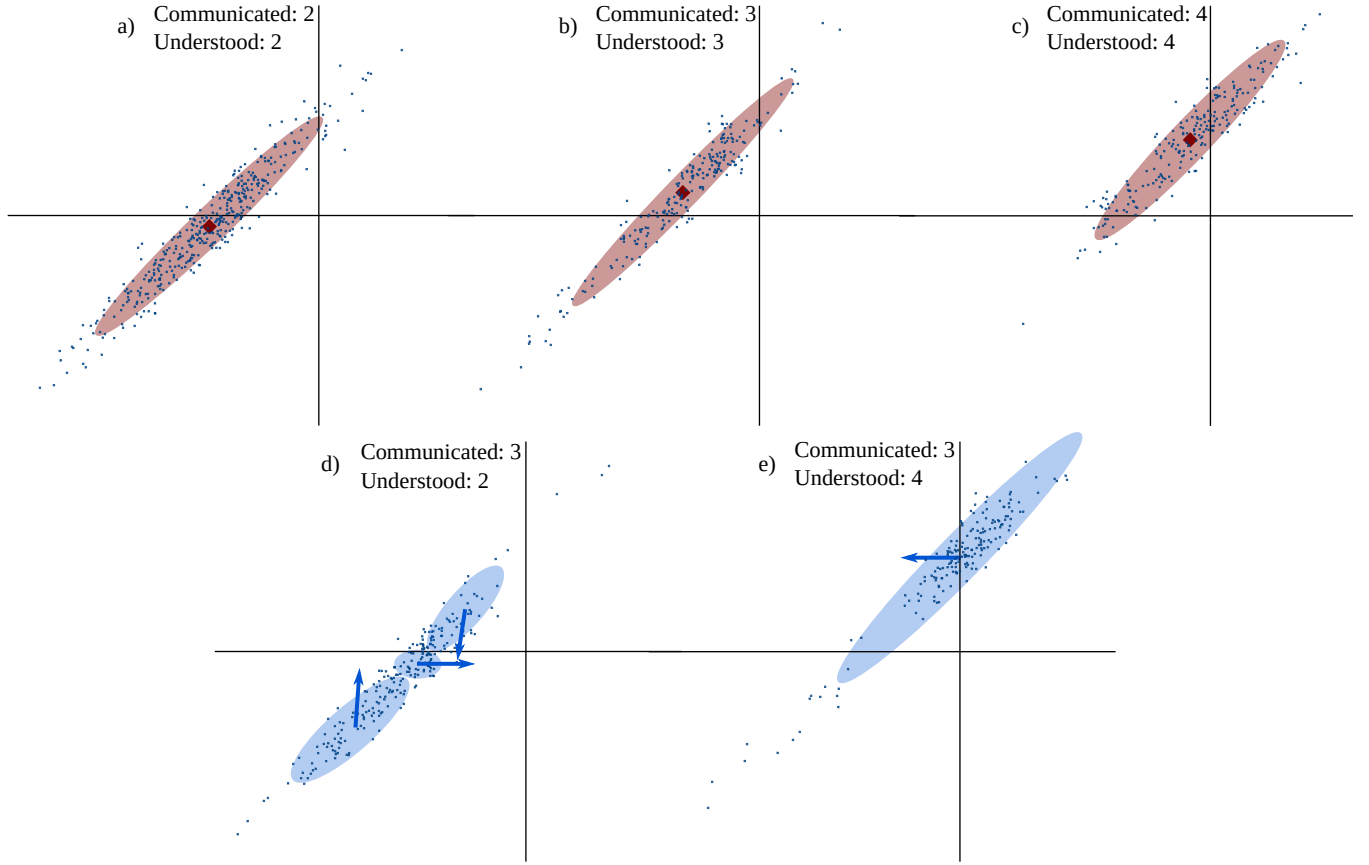 a)
Communicated: 2
Understood: 2
b)
Communicated: 3
Understood: 3
c)
Communicated: 4
Understood: 4
d)
Communicated: 3
Understood: 2
e)
Communicated: 3
Understood: 4